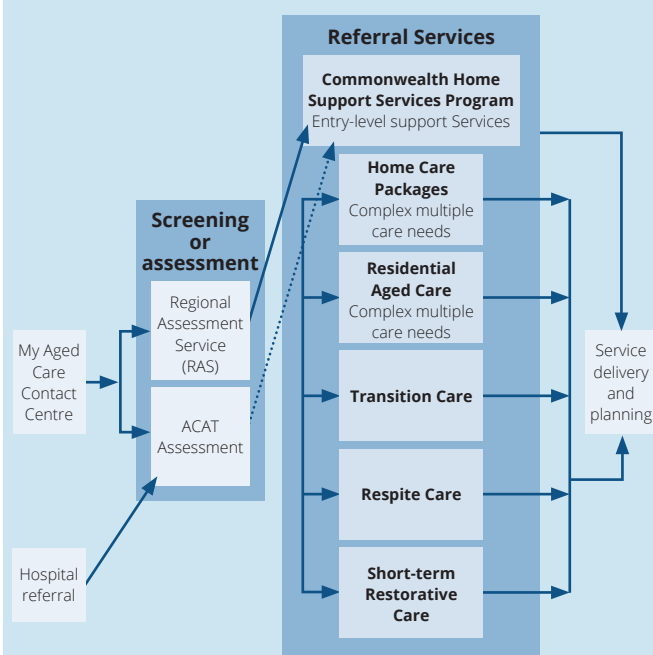 My Aged
Care
Contact
Centre
Hospital
referral
Screening
or
assessment
Regional
Assessment
Service
(RAS)
ACAT
Assessment
Referral Services
Commonwealth Home
Support Services Program
Entry-level support Services
Home Care
Packages
Complex multiple
care needs
Residential
Aged Care
Complex multiple
care needs
Transition Care
Respite Care
Short-term
Restorative
Care
Service
delivery
and
planning